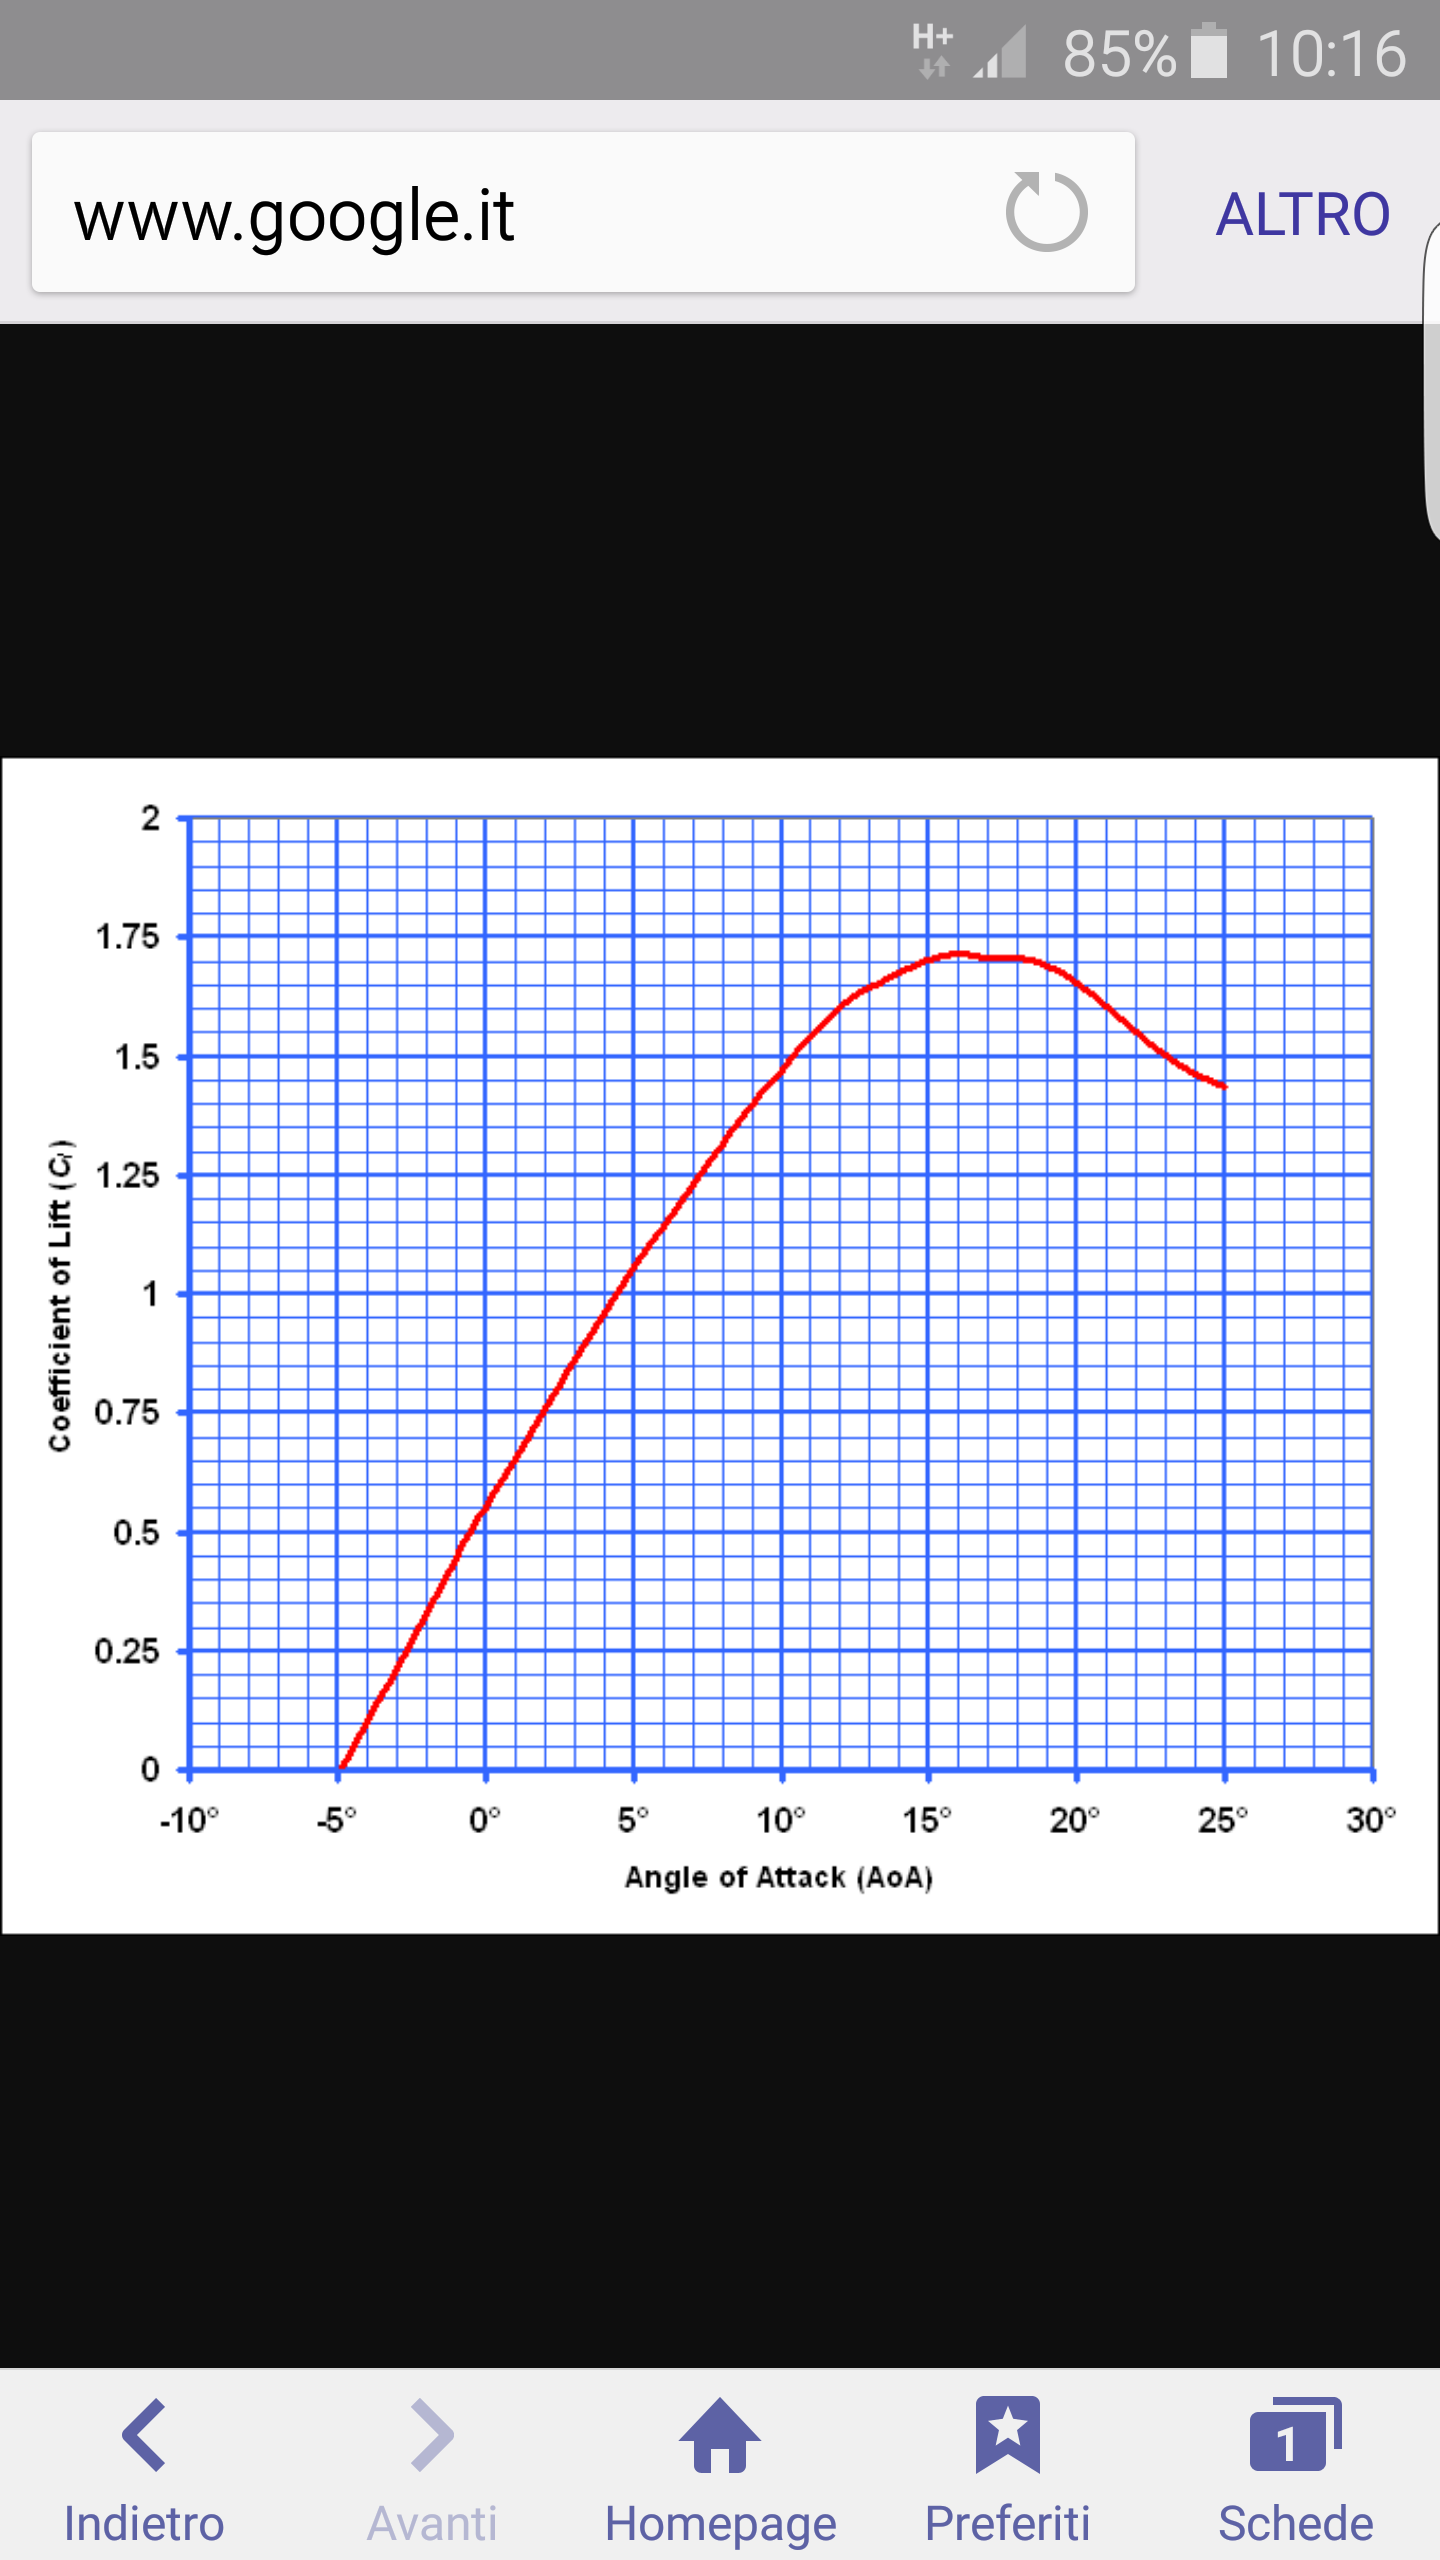 H+ 85% 10:16
www.google.it ALTRO
2
1.75
1.5
1.25
1
0.75
0.5
0.25
0
Coefficient of Lift (Cl)
-10° -5° 0° 5° 10° 15° 20° 25° 30°
Angle of Attack (AoA)
1
Indietro Avanti Homepage Preferiti Schede